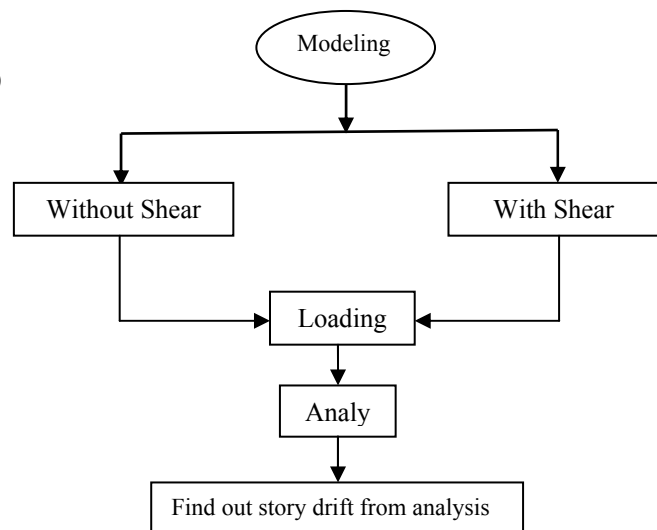 Modeling
)
Without Shear
With Shear
Loading
Analy
Find out story drift from analysis